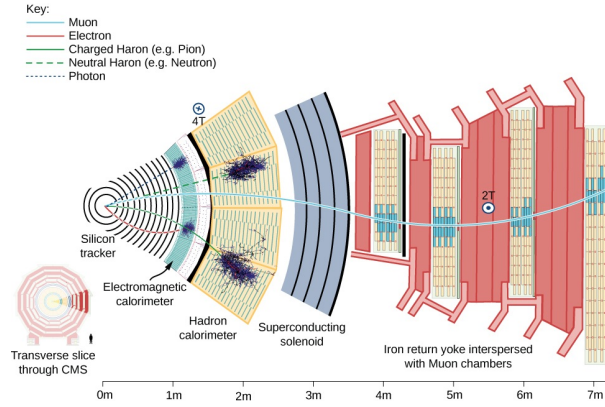 Key:
Muon
Electron
Charged Haron (e.g. Pion)
Neutral Haron (e.g. Neutron)
Photon
4T
2T
Silicon
tracker
Electromagnetic
calorimeter
Hadron
calorimeter
Superconducting
solenoid
Iron return yoke interspersed
with Muon chambers
Transverse slice
through CMS
0m
1m
2m
3m
4m
5m
6m
7m